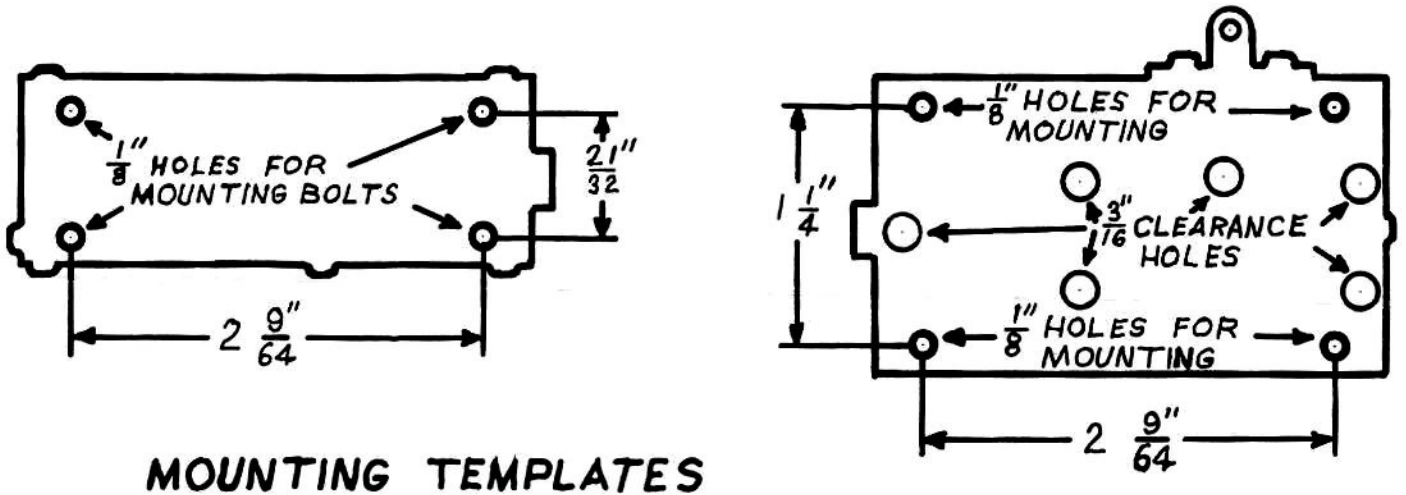 1/8" HOLES FOR
MOUNTING BOLTS
21/32"
2 9/64"
1/8" HOLES FOR
MOUNTING
1 1/4"
3/16" CLEARANCE
HOLES
1/8" HOLES FOR
MOUNTING
2 9/64"
MOUNTING TEMPLATES